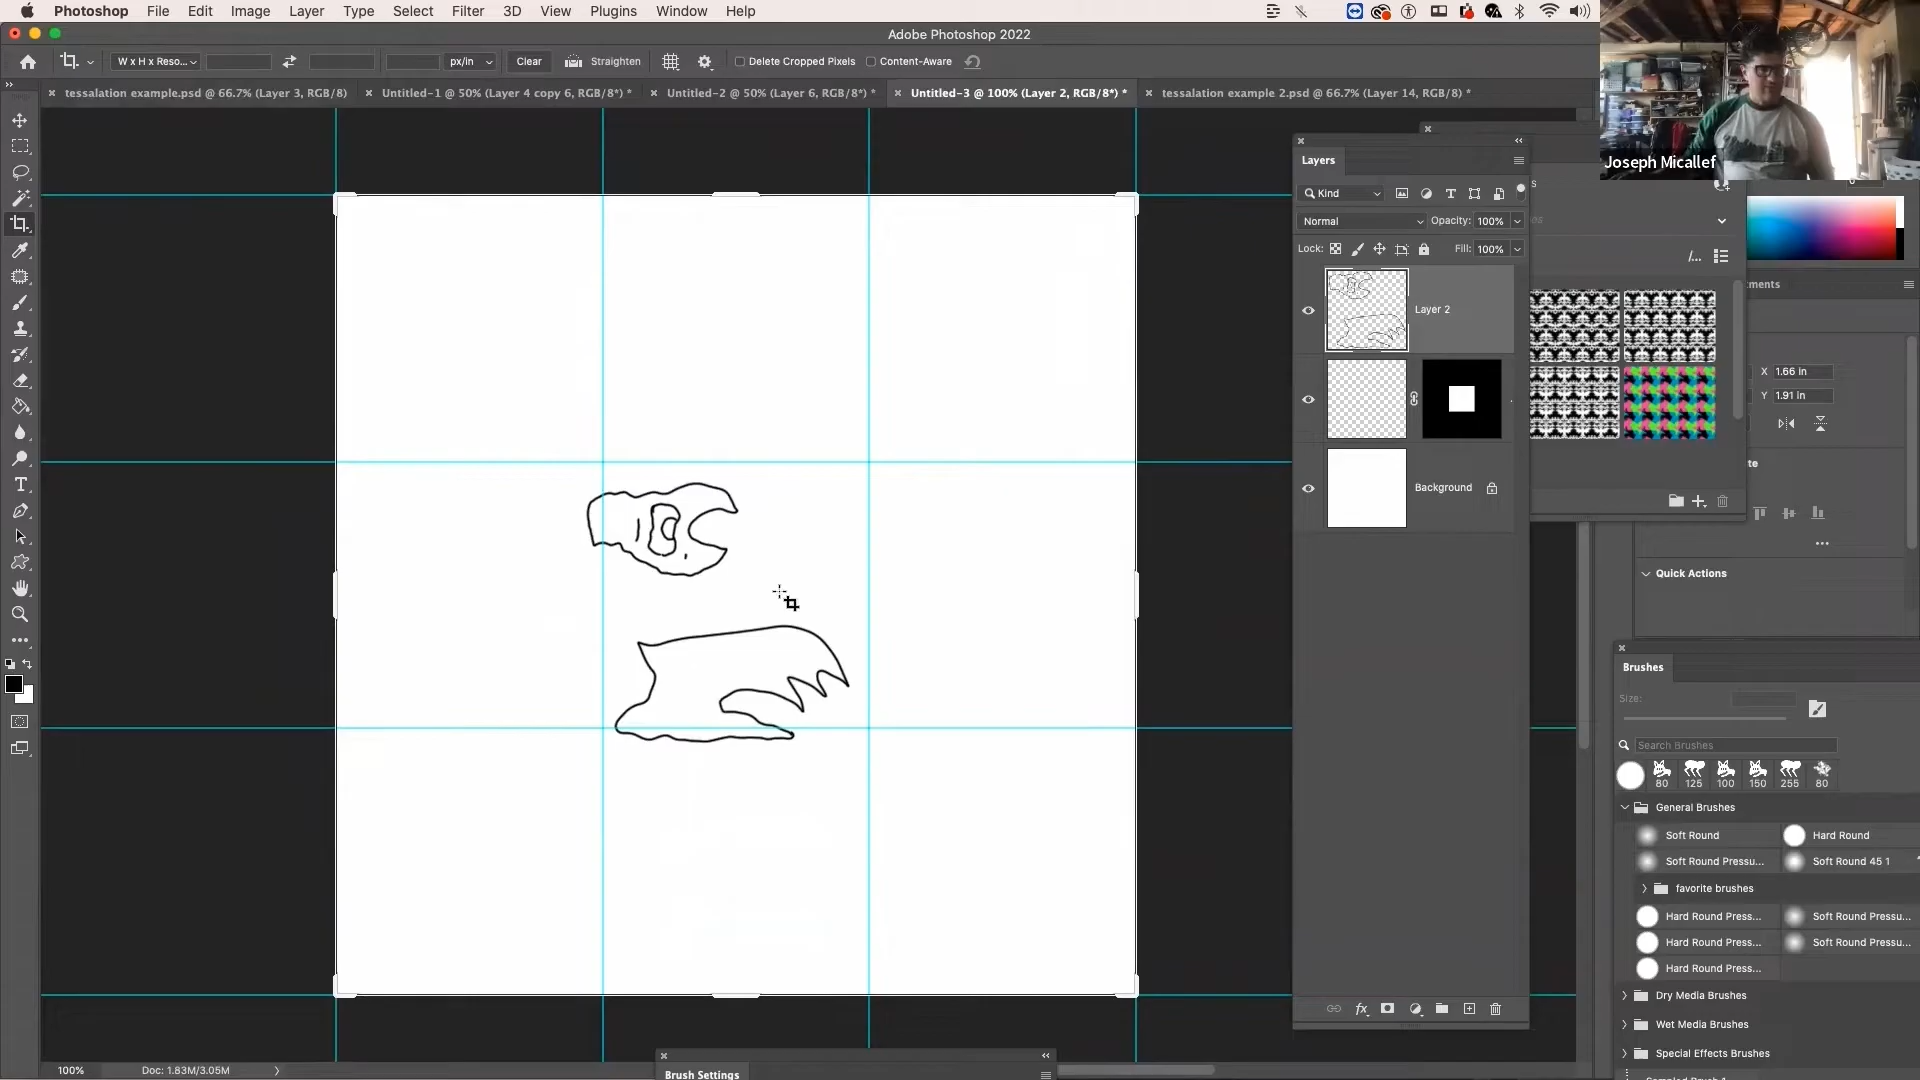 Photoshop File Edit Image Layer Type Select Filter 3D View Plugins Window Help
Adobe Photoshop 2022
W x H x Reso... px/in Clear Straighten Delete Cropped Pixels Content-Aware
tessalation example.psd @ 66.7% (Layer 3, RGB/8) Untitled-1 @ 50% (Layer 4 copy 6, RGB/8*) * Untitled-2 @ 50% (Layer 6, RGB/8*) * Untitled-3 @ 100% (Layer 2, RGB/8*) * tessalation example 2.psd @ 66.7% (Layer 14, RGB/8) *
Joseph Micallef
Layers
Kind
Normal Opacity: 100%
Lock: Fill: 100%
Layer 2
Background
X 1.66 in
Y 1.91 in
Quick Actions
Brushes
Size:
Search Brushes
80 125 100 150 255 80
General Brushes
Soft Round Hard Round
Soft Round Pressu... Soft Round 45 1
favorite brushes
Hard Round Press... Soft Round Pressu...
Hard Round Press... Soft Round Pressu...
Hard Round Press...
Dry Media Brushes
Wet Media Brushes
Special Effects Brushes
100% Doc: 1.83M/3.05M
Brush Settings